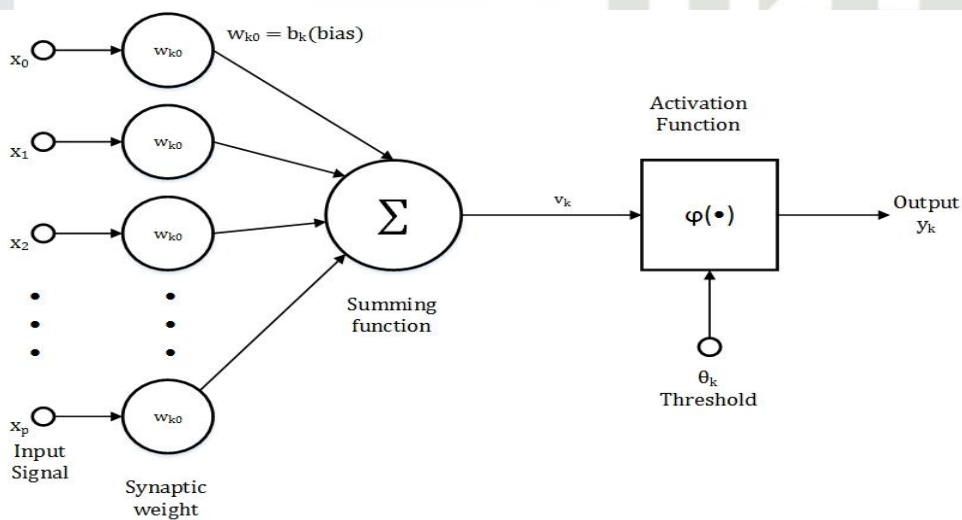 x₀
wₖ₀
wₖ₀ = bₖ(bias)
x₁
wₖ₀
x₂
wₖ₀
xₚ
wₖ₀
Input
Signal
Synaptic
weight
Σ
Summing
function
vₖ
Activation
Function
φ(•)
Output
yₖ
θₖ
Threshold